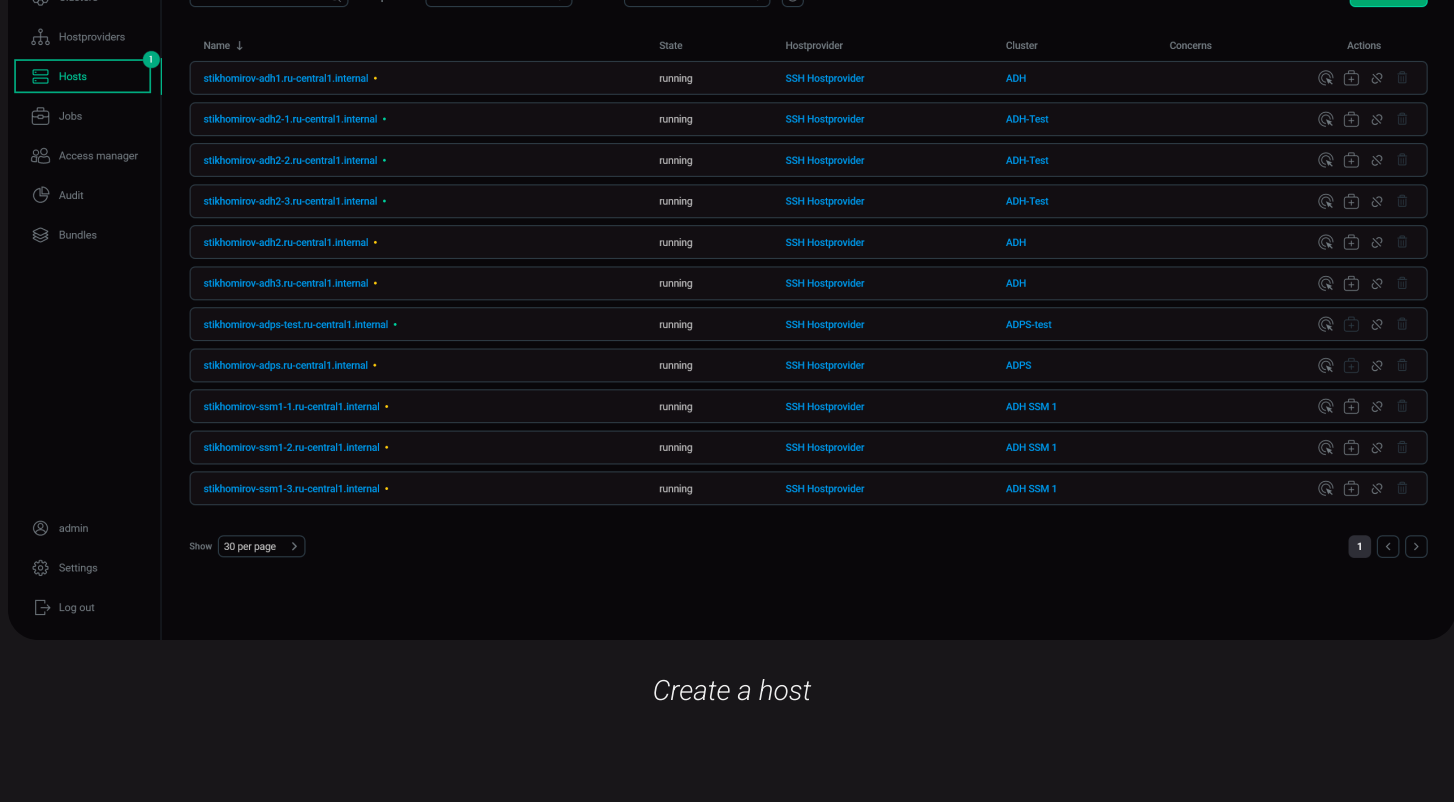 Hostproviders
1
Hosts
Jobs
Access manager
Audit
Bundles
admin
Settings
Log out
Name ↓ State Hostprovider Cluster Concerns Actions
stikhomirov-adh1.ru-central1.internal running SSH Hostprovider ADH
stikhomirov-adh2-1.ru-central1.internal running SSH Hostprovider ADH-Test
stikhomirov-adh2-2.ru-central1.internal running SSH Hostprovider ADH-Test
stikhomirov-adh2-3.ru-central1.internal running SSH Hostprovider ADH-Test
stikhomirov-adh2.ru-central1.internal running SSH Hostprovider ADH
stikhomirov-adh3.ru-central1.internal running SSH Hostprovider ADH
stikhomirov-adps-test.ru-central1.internal running SSH Hostprovider ADPS-test
stikhomirov-adps.ru-central1.internal running SSH Hostprovider ADPS
stikhomirov-ssm1-1.ru-central1.internal running SSH Hostprovider ADH SSM 1
stikhomirov-ssm1-2.ru-central1.internal running SSH Hostprovider ADH SSM 1
stikhomirov-ssm1-3.ru-central1.internal running SSH Hostprovider ADH SSM 1
Show 30 per page 1
Create a host